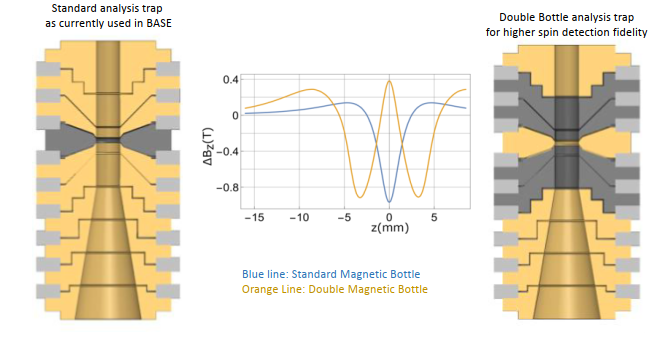 Standard analysis trap
as currently used in BASE
Double Bottle analysis trap
for higher spin detection fidelity
0.4
0
−0.4
−0.8
ΔBz(T)
−15 −10 −5 0 5
z(mm)
Blue line: Standard Magnetic Bottle
Orange Line: Double Magnetic Bottle